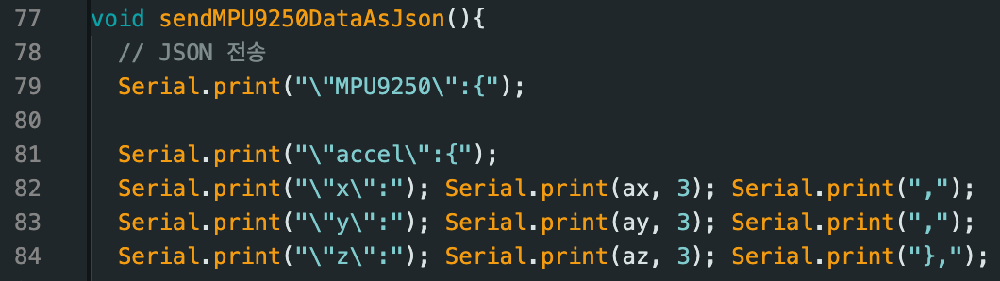 77 void sendMPU9250DataAsJson(){
78 // JSON 전송
79 Serial.print("\"MPU9250\":{");
80
81 Serial.print("\"accel\":{");
82 Serial.print("\"x\":"); Serial.print(ax, 3); Serial.print(",");
83 Serial.print("\"y\":"); Serial.print(ay, 3); Serial.print(",");
84 Serial.print("\"z\":"); Serial.print(az, 3); Serial.print("},");